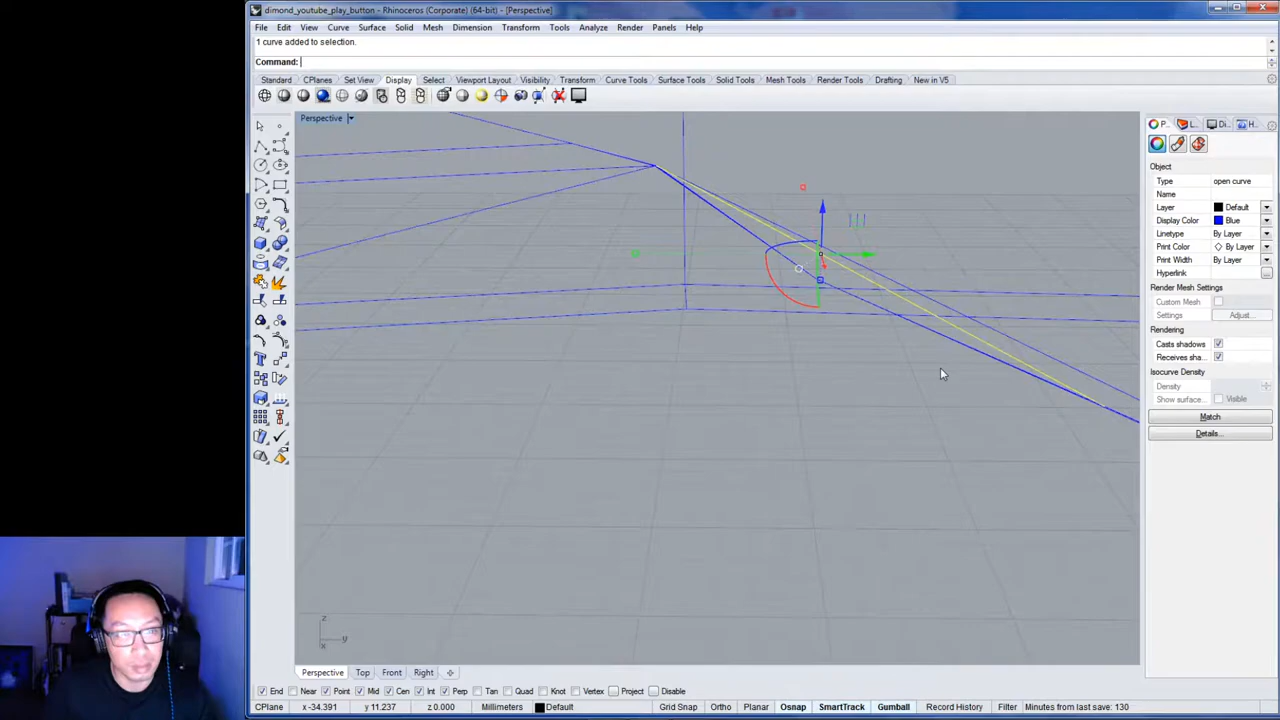 dimond_youtube_play_button - Rhinoceros (Corporate) (64-bit) - [Perspective]
File Edit View Curve Surface Solid Mesh Dimension Transform Tools Analyze Render Panels Help
1 curve added to selection.
Command:
Standard CPlanes Set View Display Select Viewport Layout Visibility Transform Curve Tools Surface Tools Solid Tools Mesh Tools Render Tools Drafting New in V5
Perspective
P... L... Di... H...
Object
Type open curve
Name
Layer Default
Display Color Blue
Linetype By Layer
Print Color By Layer
Print Width By Layer
Hyperlink ...
Render Mesh Settings
Custom Mesh
Settings Adjust...
Rendering
Casts shadows
Receives sha...
Isocurve Density
Density
Show surface... Visible
Match
Details...
z
y
x
Perspective Top Front Right
End Near Point Mid Cen Int Perp Tan Quad Knot Vertex Project Disable
CPlane x -34.391 y 11.237 z 0.000 Millimeters Default Grid Snap Ortho Planar Osnap SmartTrack Gumball Record History Filter Minutes from last save: 130